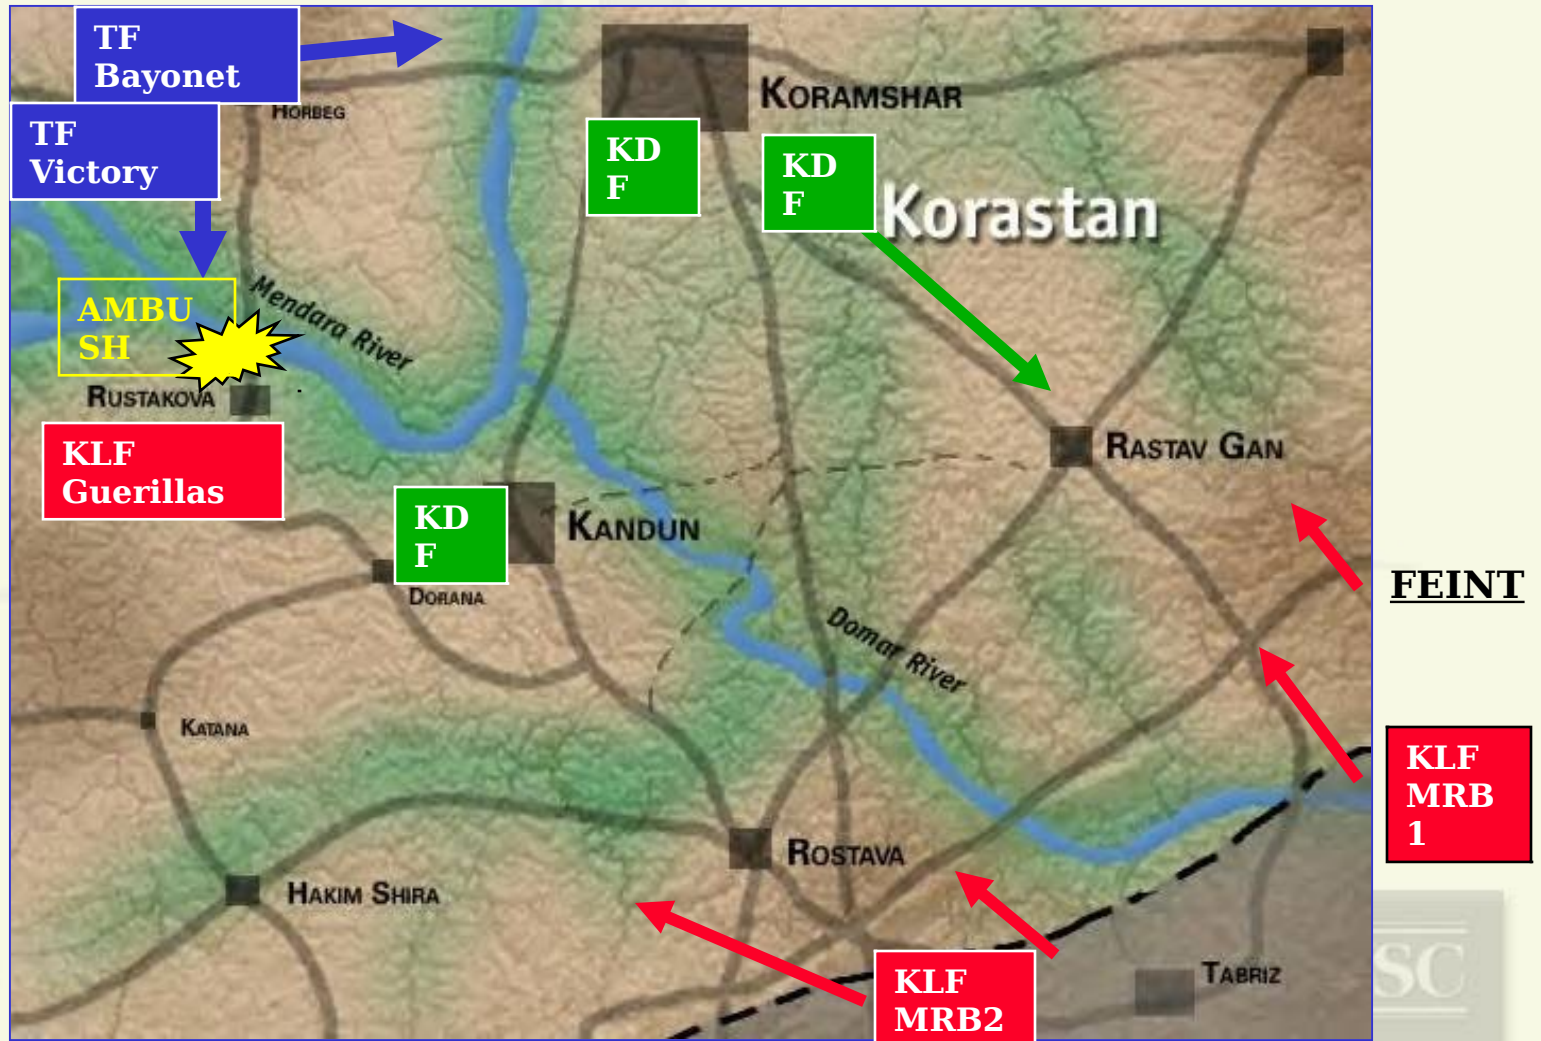 TF
Bayonet
HORBEG
KORAMSHAR
TF
Victory
KD
F
KD
F
Korastan
AMBU
SH
Mendara River
RUSTAKOVA
RASTAV GAN
KLF
Guerillas
KD
F
KANDUN
DORANA
FEINT
Domar River
KATANA
KLF
MRB
1
ROSTAVA
HAKIM SHIRA
KLF
MRB2
TABRIZ
SC